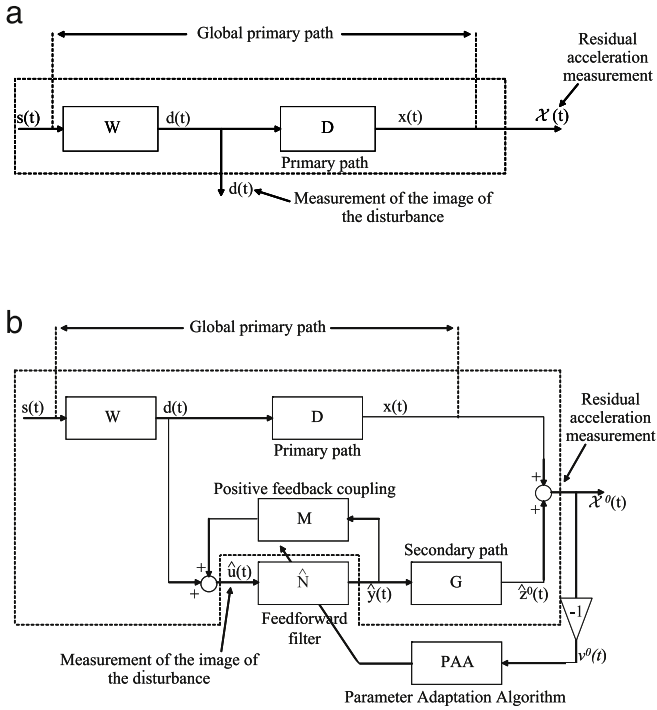 a
Global primary path
Residual
acceleration
measurement
s(t)
W
d(t)
D
x(t)
𝒳(t)
Primary path
d(t)
Measurement of the image of
the disturbance
b
Global primary path
s(t)
W
d(t)
D
x(t)
Primary path
Residual
acceleration
measurement
Positive feedback coupling
M
+
+
𝒳⁰(t)
Secondary path
+
+
û(t)
N̂
ŷ(t)
G
ẑ⁰(t)
Feedforward
filter
-1
Measurement of the image of
the disturbance
PAA
ν⁰(t)
Parameter Adaptation Algorithm